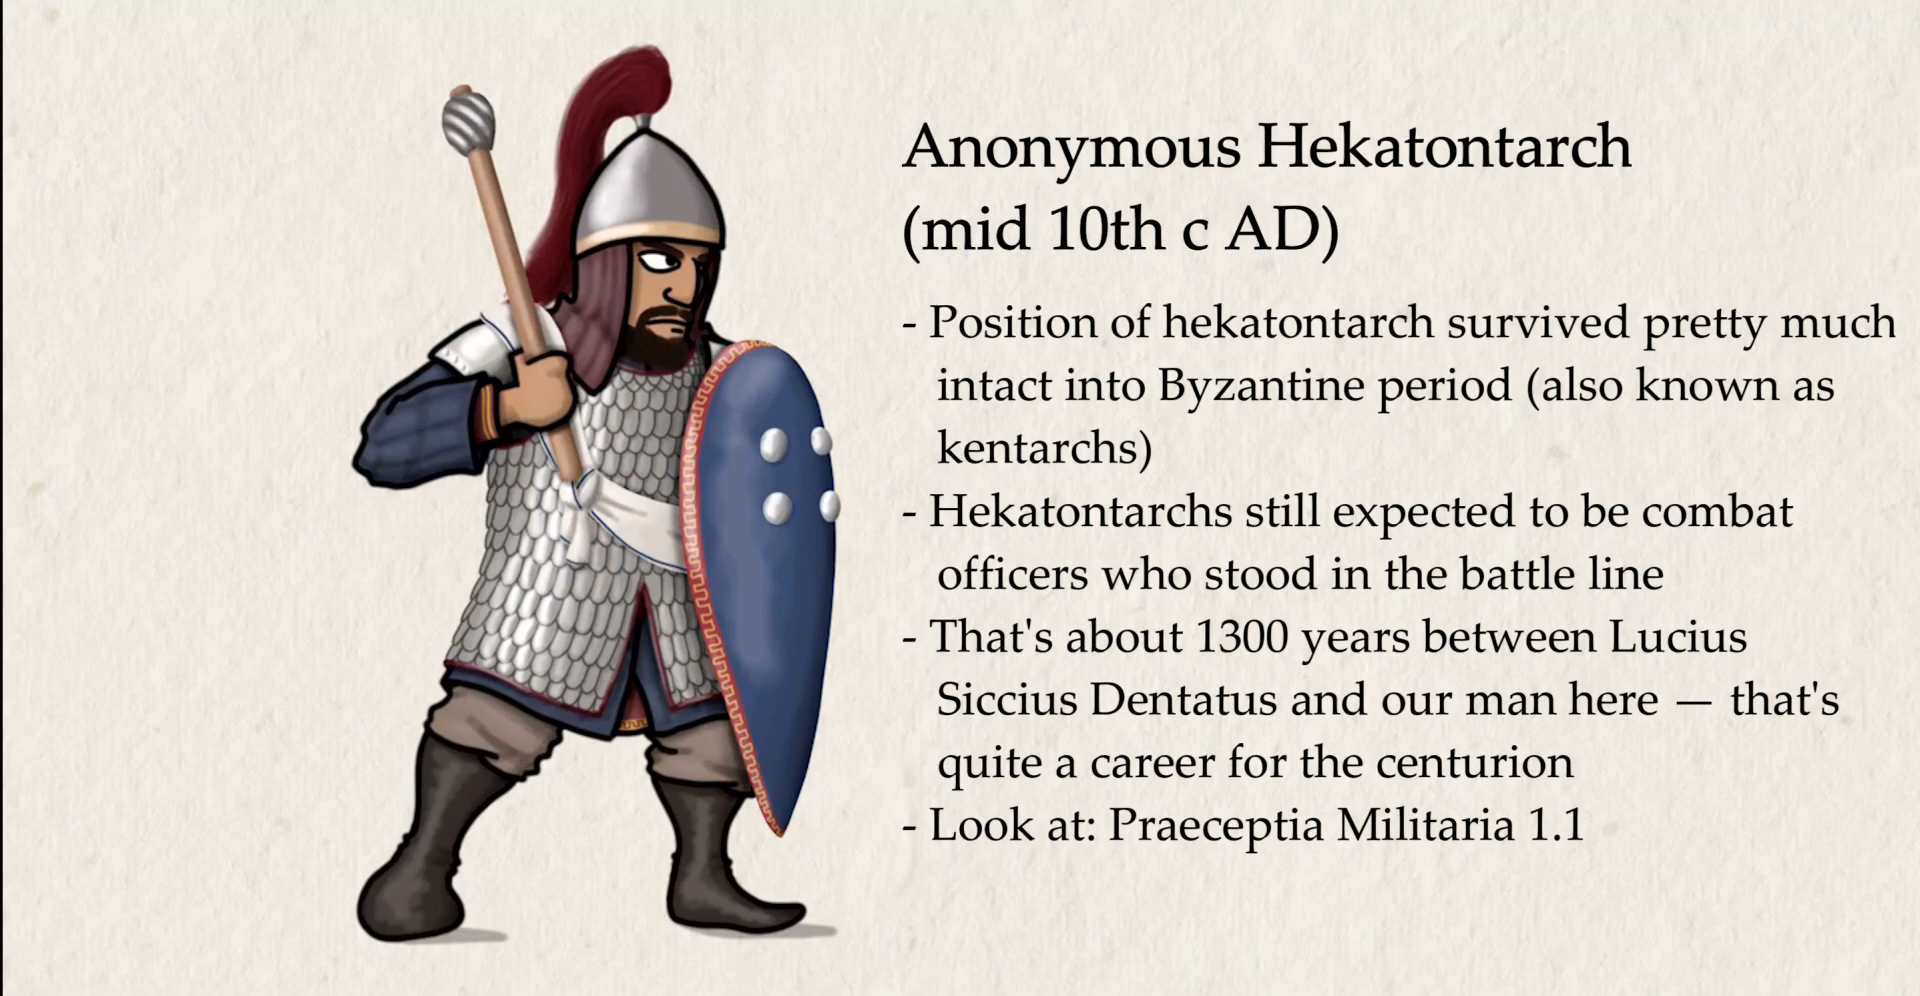 Anonymous Hekatontarch
(mid 10th c AD)
- Position of hekatontarch survived pretty much
intact into Byzantine period (also known as
kentarchs)
- Hekatontarchs still expected to be combat
officers who stood in the battle line
- That's about 1300 years between Lucius
Siccius Dentatus and our man here — that's
quite a career for the centurion
- Look at: Praeceptia Militaria 1.1